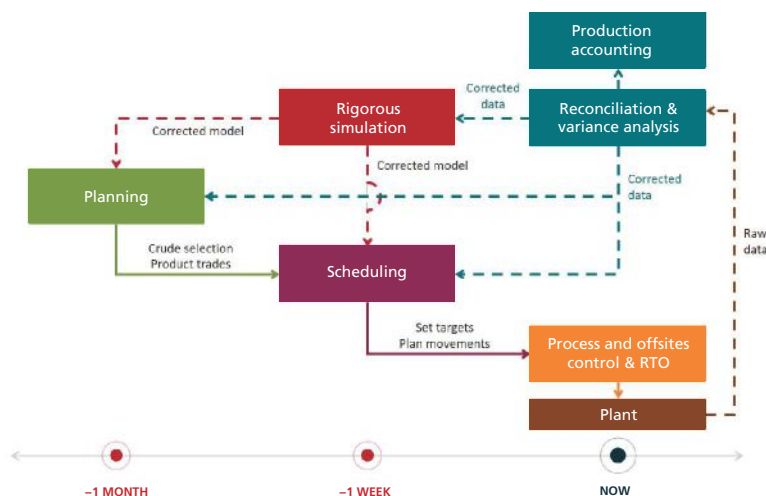 Production
accounting
Corrected
data
Rigorous
simulation
Reconciliation &
variance analysis
Corrected model
Corrected model
Planning
Corrected
data
Crude selection
Product trades
Scheduling
Raw
data
Set targets
Plan movements
Process and offsites
control & RTO
Plant
–1 MONTH
–1 WEEK
NOW